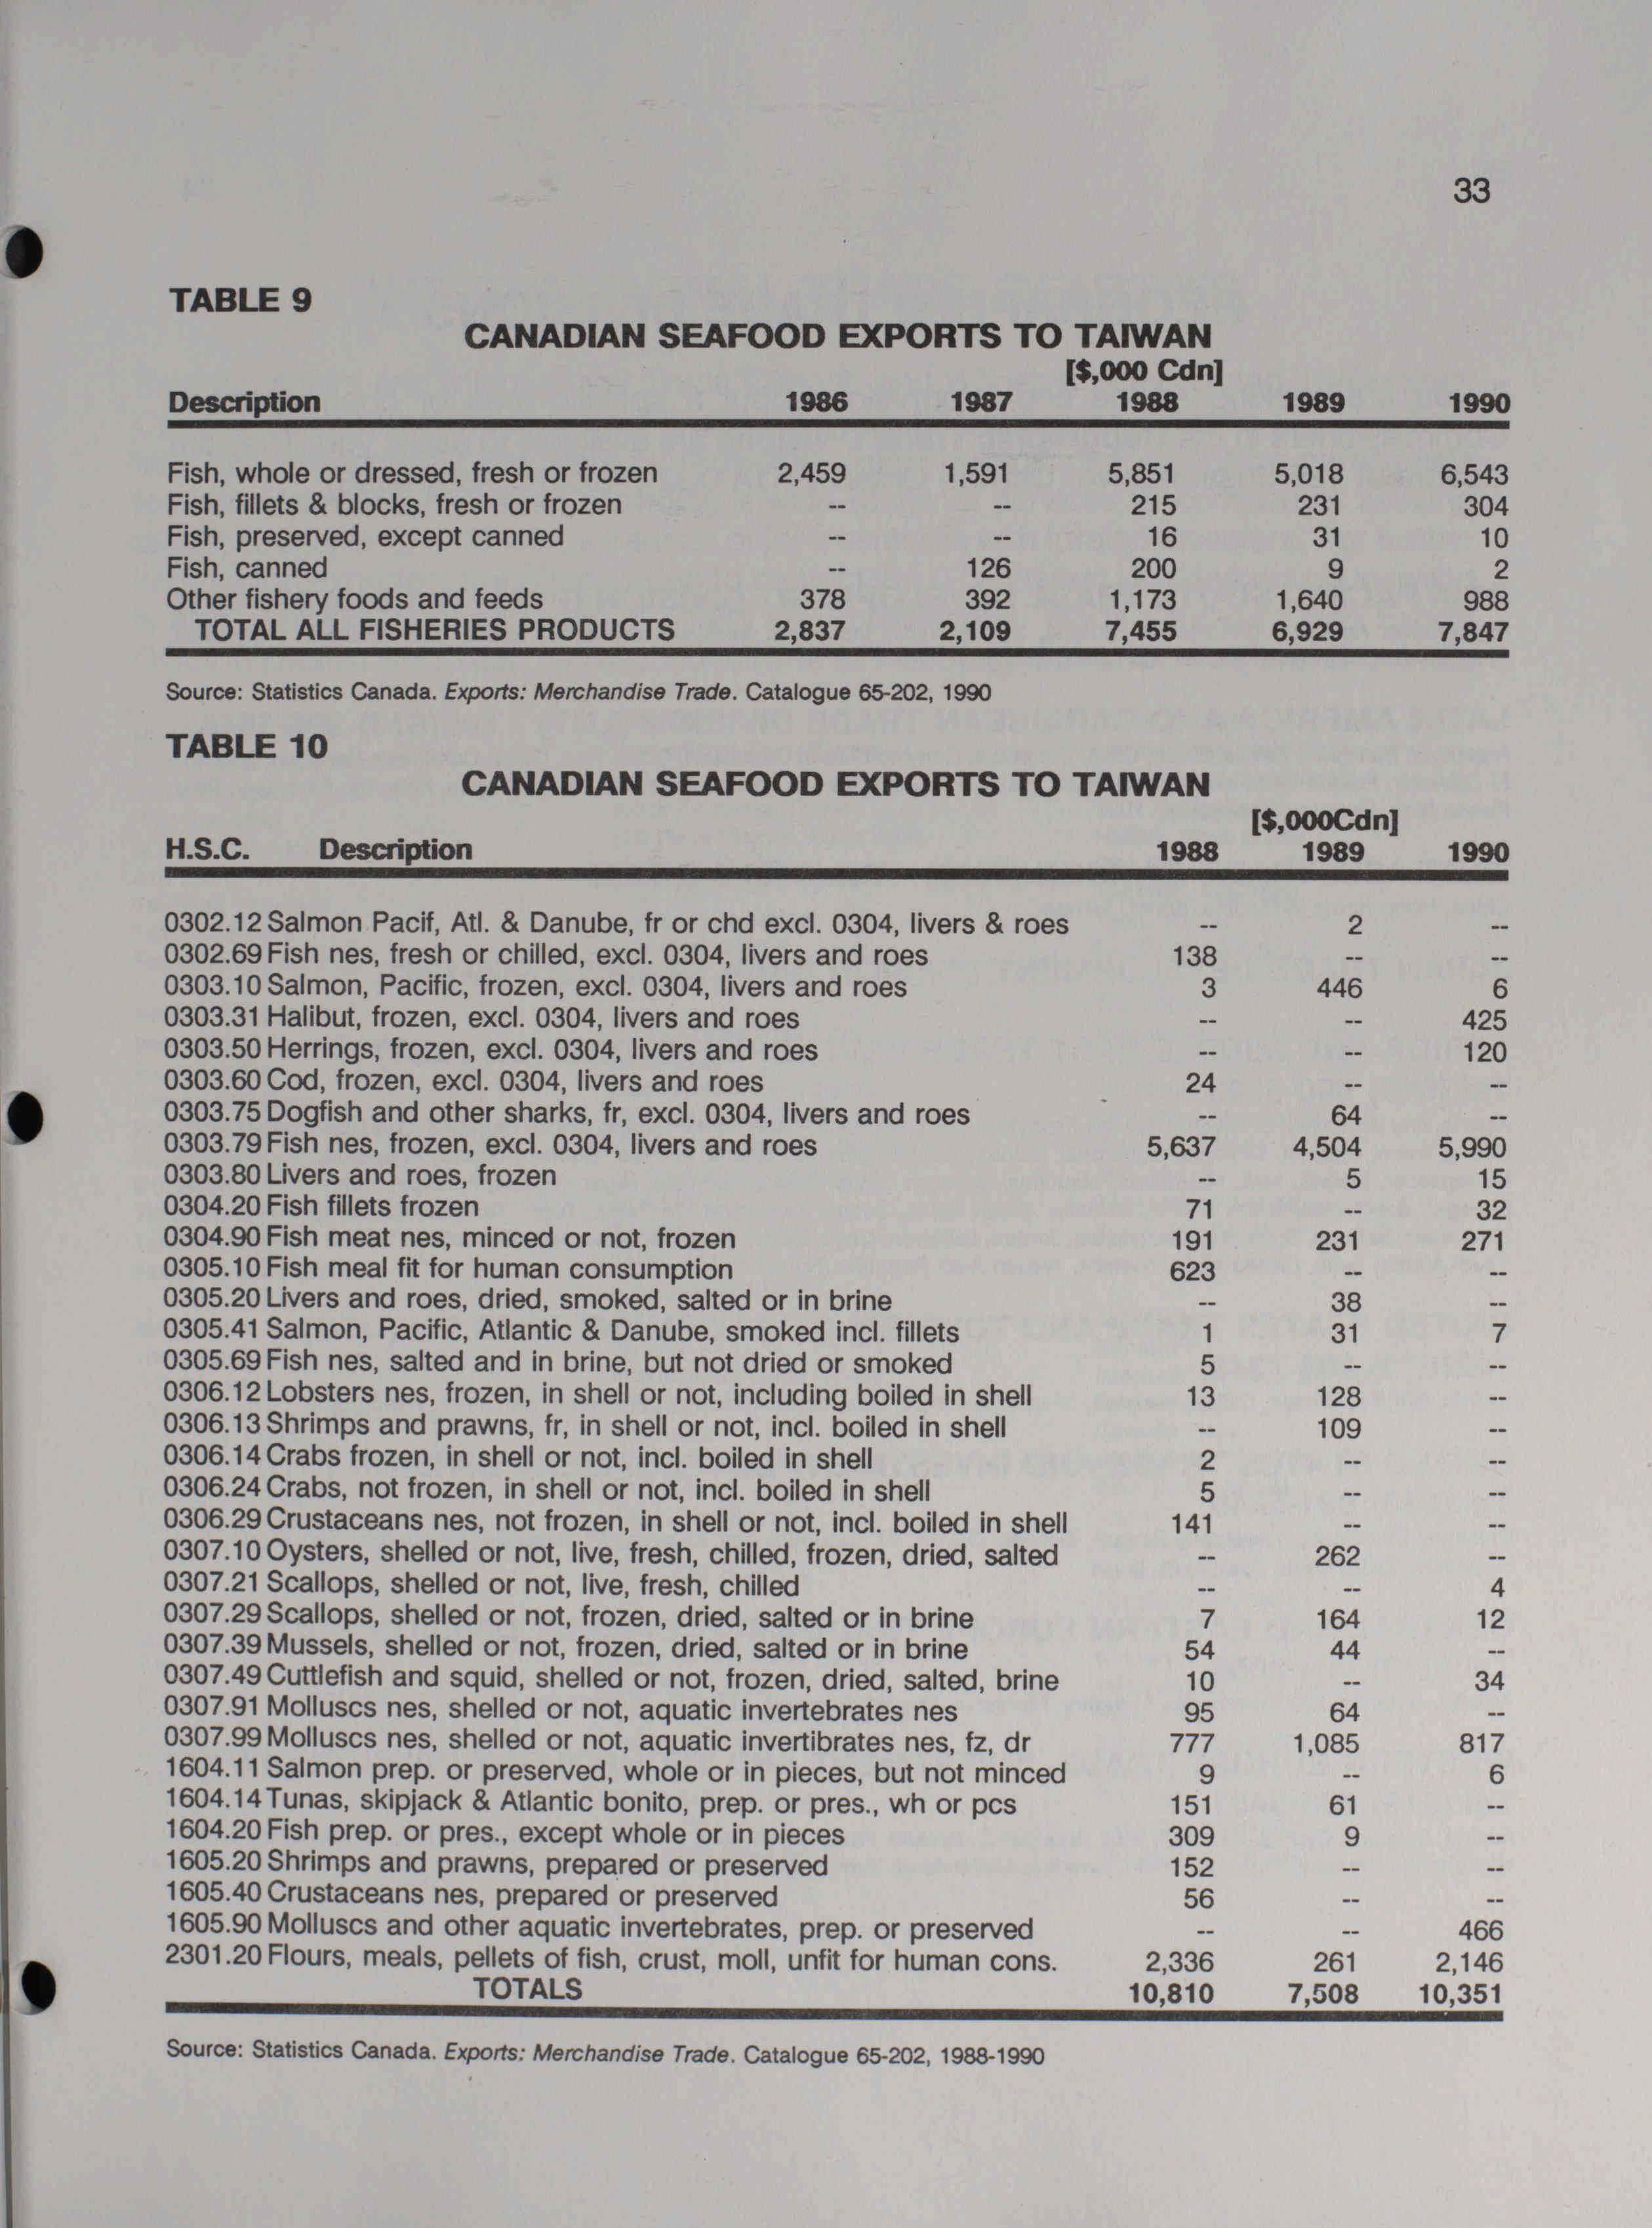 33
TABLE 9
CANADIAN SEAFOOD EXPORTS TO TAIWAN
[$,000 Cdn]
Description 1986 1987 1988 1989 1990
Fish, whole or dressed, fresh or frozen 2,459 1,591 5,851 5,018 6,543
Fish, fillets & blocks, fresh or frozen -- -- 215 231 304
Fish, preserved, except canned -- -- 16 31 10
Fish, canned -- 126 200 9 2
Other fishery foods and feeds 378 392 1,173 1,640 988
TOTAL ALL FISHERIES PRODUCTS 2,837 2,109 7,455 6,929 7,847
Source: Statistics Canada. Exports: Merchandise Trade. Catalogue 65-202, 1990
TABLE 10
CANADIAN SEAFOOD EXPORTS TO TAIWAN
[$,000Cdn]
H.S.C. Description 1988 1989 1990
0302.12 Salmon Pacif, Atl. & Danube, fr or chd excl. 0304, livers & roes -- 2 --
0302.69 Fish nes, fresh or chilled, excl. 0304, livers and roes 138 -- --
0303.10 Salmon, Pacific, frozen, excl. 0304, livers and roes 3 446 6
0303.31 Halibut, frozen, excl. 0304, livers and roes -- -- 425
0303.50 Herrings, frozen, excl. 0304, livers and roes -- -- 120
0303.60 Cod, frozen, excl. 0304, livers and roes 24 -- --
0303.75 Dogfish and other sharks, fr, excl. 0304, livers and roes -- 64 --
0303.79 Fish nes, frozen, excl. 0304, livers and roes 5,637 4,504 5,990
0303.80 Livers and roes, frozen -- 5 15
0304.20 Fish fillets frozen 71 -- 32
0304.90 Fish meat nes, minced or not, frozen 191 231 271
0305.10 Fish meal fit for human consumption 623 -- --
0305.20 Livers and roes, dried, smoked, salted or in brine -- 38 --
0305.41 Salmon, Pacific, Atlantic & Danube, smoked incl. fillets 1 31 7
0305.69 Fish nes, salted and in brine, but not dried or smoked 5 -- --
0306.12 Lobsters nes, frozen, in shell or not, including boiled in shell 13 128 --
0306.13 Shrimps and prawns, fr, in shell or not, incl. boiled in shell -- 109 --
0306.14 Crabs frozen, in shell or not, incl. boiled in shell 2 -- --
0306.24 Crabs, not frozen, in shell or not, incl. boiled in shell 5 -- --
0306.29 Crustaceans nes, not frozen, in shell or not, incl. boiled in shell 141 -- --
0307.10 Oysters, shelled or not, live, fresh, chilled, frozen, dried, salted -- 262 --
0307.21 Scallops, shelled or not, live, fresh, chilled -- -- 4
0307.29 Scallops, shelled or not, frozen, dried, salted or in brine 7 164 12
0307.39 Mussels, shelled or not, frozen, dried, salted or in brine 54 44 --
0307.49 Cuttlefish and squid, shelled or not, frozen, dried, salted, brine 10 -- 34
0307.91 Molluscs nes, shelled or not, aquatic invertebrates nes 95 64 --
0307.99 Molluscs nes, shelled or not, aquatic invertibrates nes, fz, dr 777 1,085 817
1604.11 Salmon prep. or preserved, whole or in pieces, but not minced 9 -- 6
1604.14 Tunas, skipjack & Atlantic bonito, prep. or pres., wh or pcs 151 61 --
1604.20 Fish prep. or pres., except whole or in pieces 309 9 --
1605.20 Shrimps and prawns, prepared or preserved 152 -- --
1605.40 Crustaceans nes, prepared or preserved 56 -- --
1605.90 Molluscs and other aquatic invertebrates, prep. or preserved -- -- 466
2301.20 Flours, meals, pellets of fish, crust, moll, unfit for human cons. 2,336 261 2,146
TOTALS 10,810 7,508 10,351
Source: Statistics Canada. Exports: Merchandise Trade. Catalogue 65-202, 1988-1990